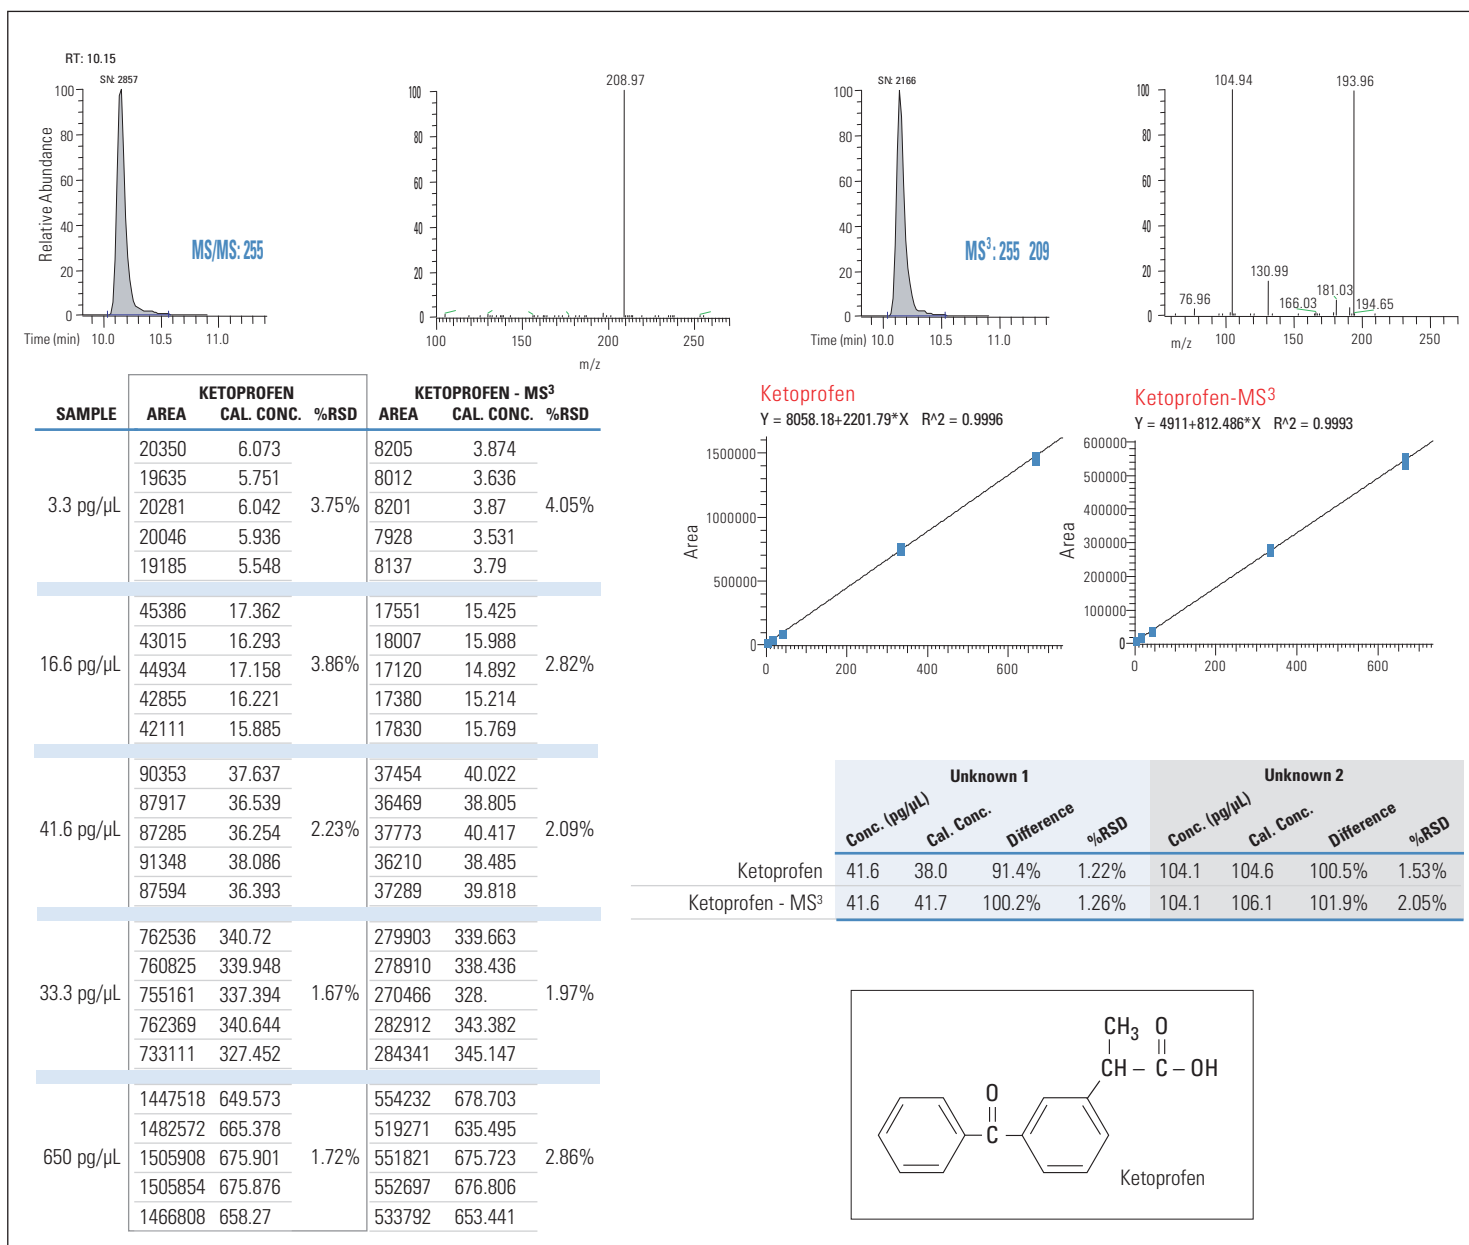 RT: 10.15
SN: 2857
100
80
60
40
20
0
Relative Abundance
MS/MS: 255
Time (min) 10.0 10.5 11.0
208.97
100
80
60
40
20
0
100 150 200 250
m/z
SN: 2166
100
80
60
40
20
0
MS³: 255 209
Time (min) 10.0 10.5 11.0
104.94 193.96
100
80
60
40
20
0
130.99
76.96 166.03 181.03 194.65
100 150 200 250
m/z
KETOPROFEN KETOPROFEN - MS³
SAMPLE AREA CAL. CONC. %RSD AREA CAL. CONC. %RSD
20350 6.073 8205 3.874
19635 5.751 8012 3.636
3.3 pg/µL 20281 6.042 3.75% 8201 3.87 4.05%
20046 5.936 7928 3.531
19185 5.548 8137 3.79
45386 17.362 17551 15.425
43015 16.293 18007 15.988
16.6 pg/µL 44934 17.158 3.86% 17120 14.892 2.82%
42855 16.221 17380 15.214
42111 15.885 17830 15.769
90353 37.637 37454 40.022
87917 36.539 36469 38.805
41.6 pg/µL 87285 36.254 2.23% 37773 40.417 2.09%
91348 38.086 36210 38.485
87594 36.393 37289 39.818
762536 340.72 279903 339.663
760825 339.948 278910 338.436
33.3 pg/µL 755161 337.394 1.67% 270466 328. 1.97%
762369 340.644 282912 343.382
733111 327.452 284341 345.147
1447518 649.573 554232 678.703
1482572 665.378 519271 635.495
650 pg/µL 1505908 675.901 1.72% 551821 675.723 2.86%
1505854 675.876 552697 676.806
1466808 658.27 533792 653.441
Ketoprofen
Y = 8058.18+2201.79*X R^2 = 0.9996
1500000
1000000
500000
0
Area
0 200 400 600
Ketoprofen-MS³
Y = 4911+812.486*X R^2 = 0.9993
600000
500000
400000
300000
200000
100000
0
Area
0 200 400 600
Unknown 1 Unknown 2
Conc. (pg/µL) Cal. Conc. Difference %RSD Conc. (pg/µL) Cal. Conc. Difference %RSD
Ketoprofen 41.6 38.0 91.4% 1.22% 104.1 104.6 100.5% 1.53%
Ketoprofen - MS³ 41.6 41.7 100.2% 1.26% 104.1 106.1 101.9% 2.05%
CH₃ O
CH – C – OH
O
C
Ketoprofen